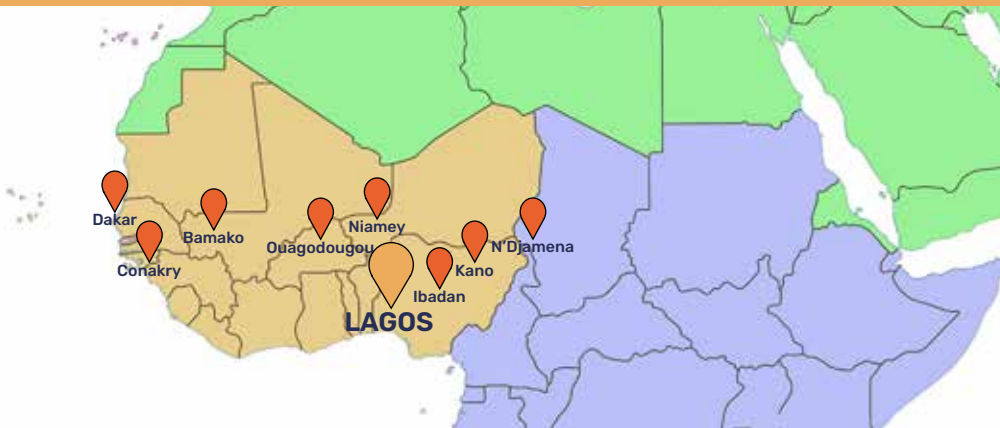 Dakar
Bamako
Niamey
Ouagodougou
N'Djamena
Conakry
Kano
Ibadan
LAGOS